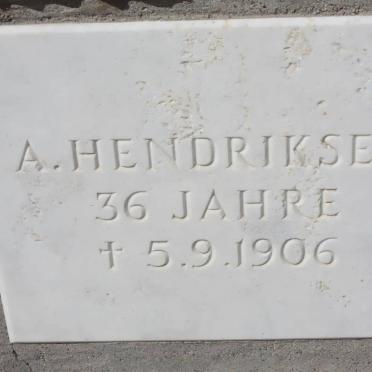 A. HENDRIKSE
36 JAHRE
† 5.9.1906